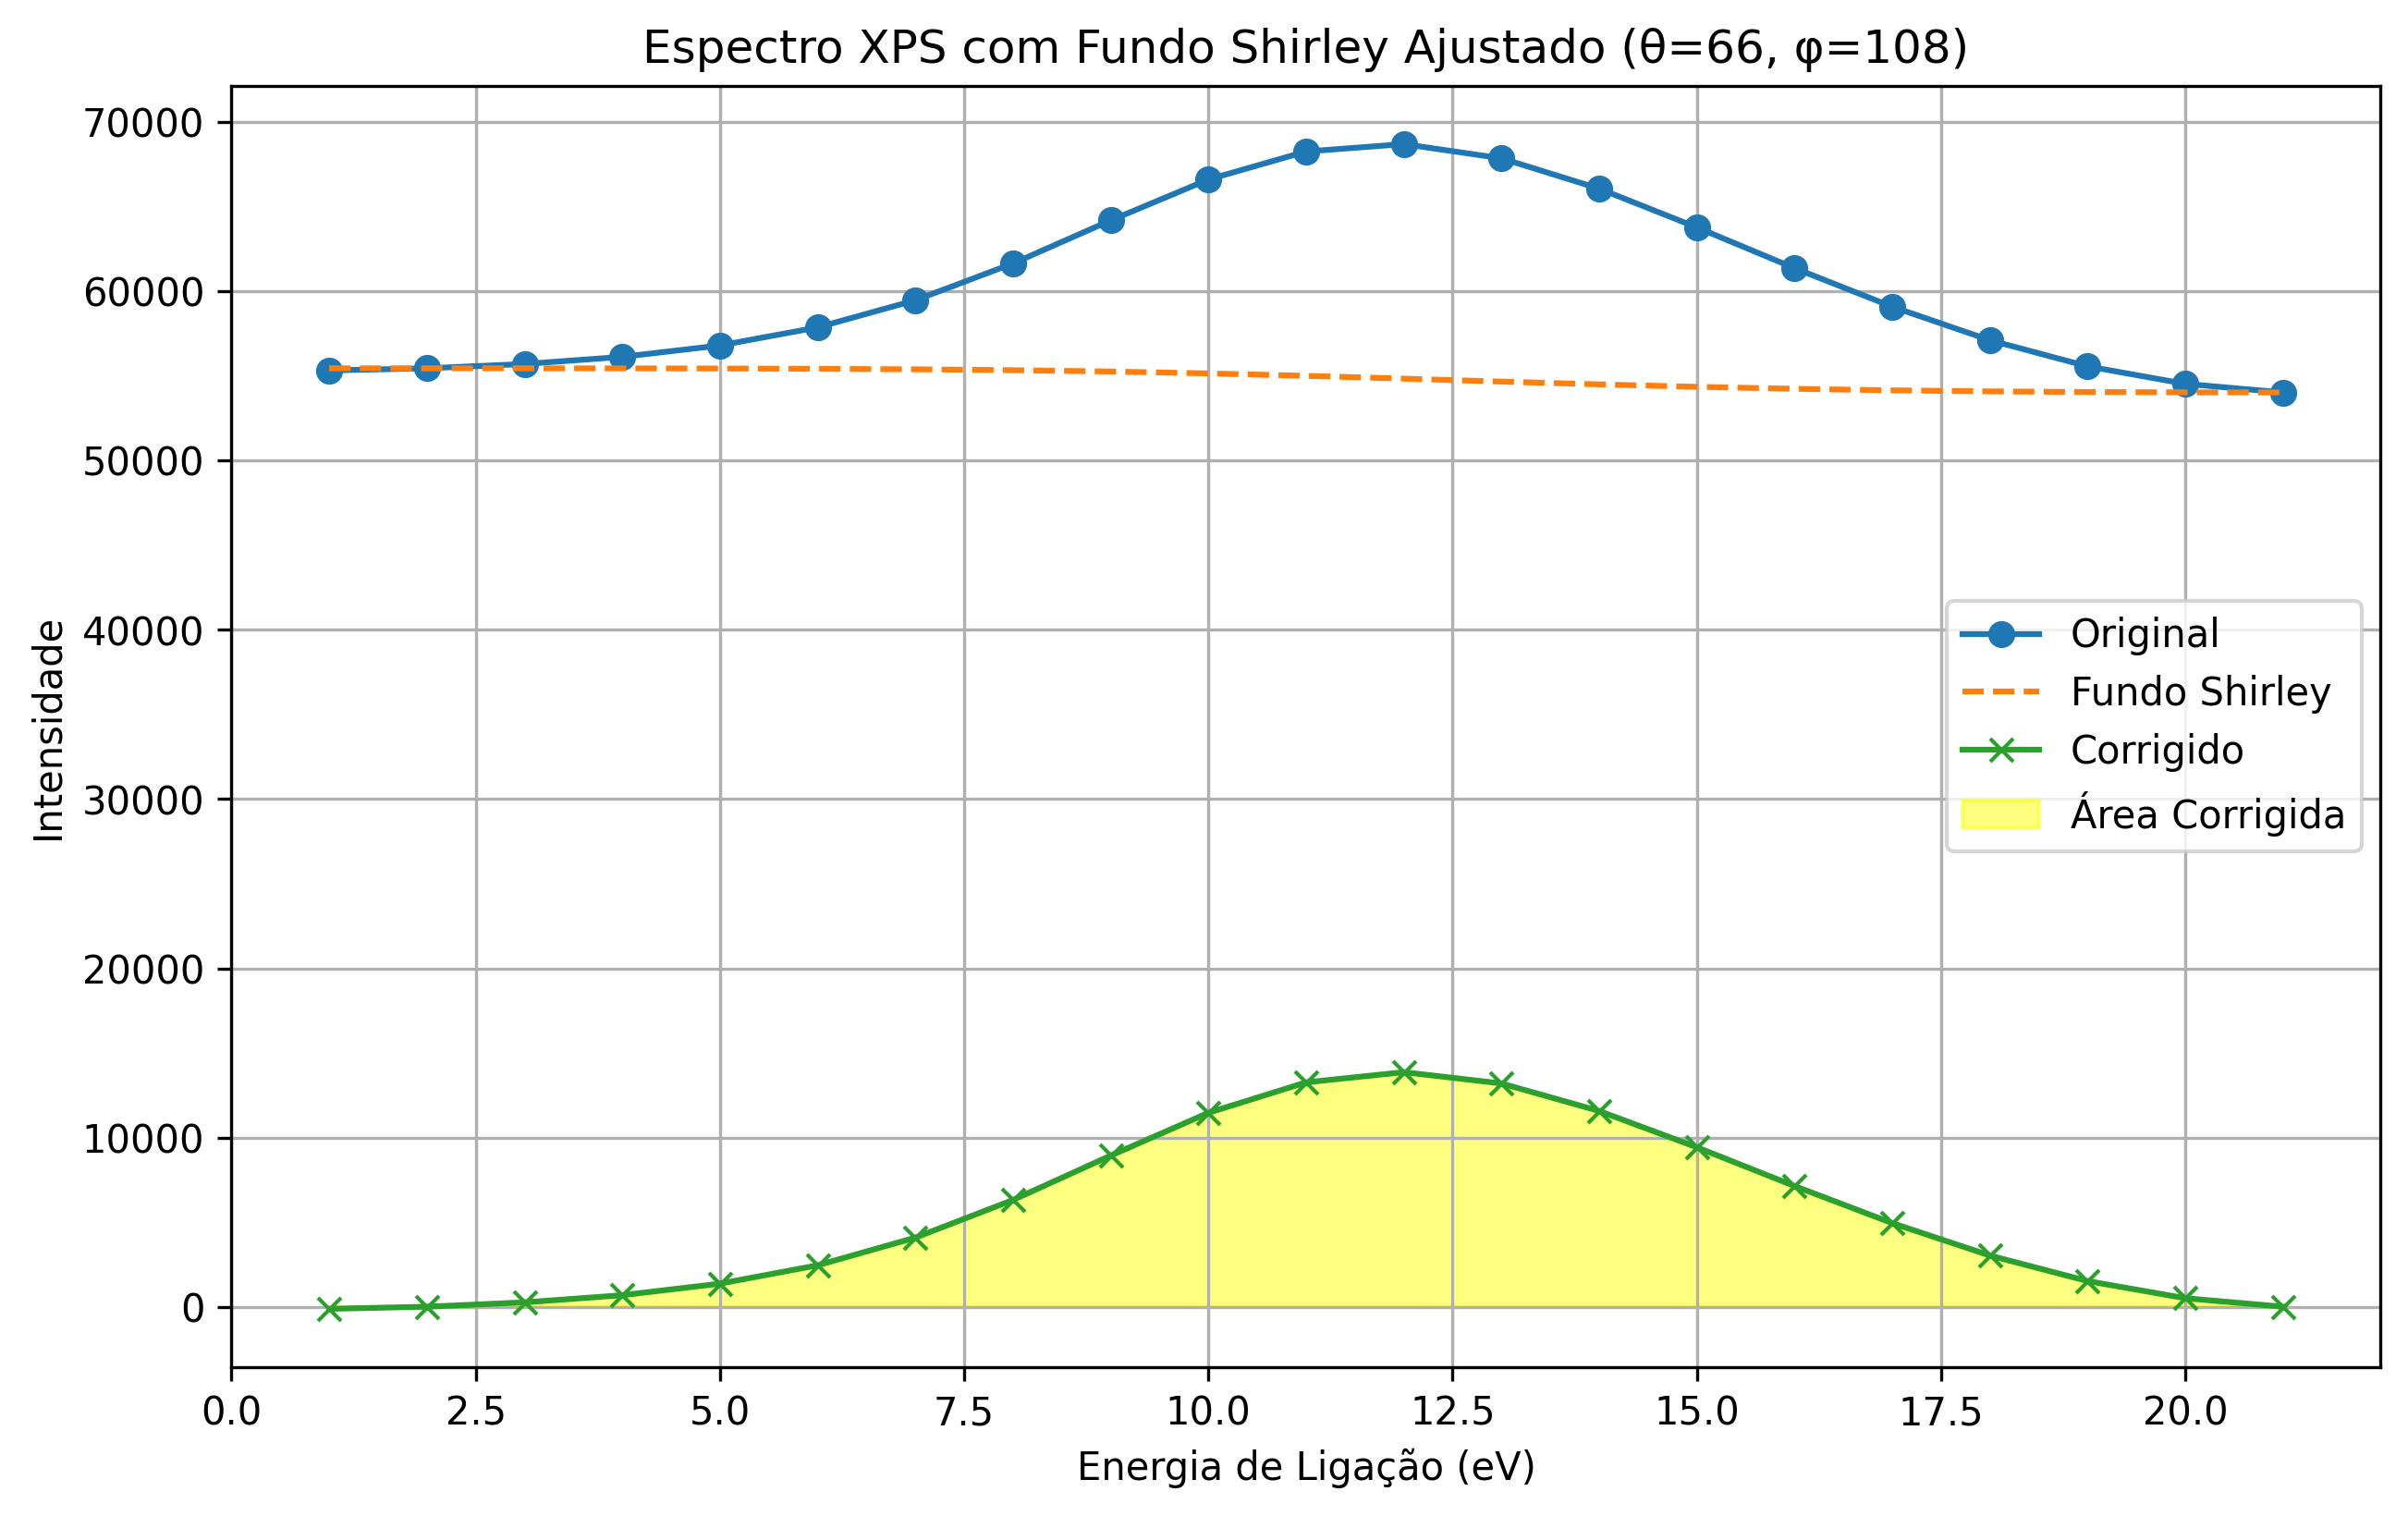 Espectro XPS com Fundo Shirley Ajustado (θ=66, φ=108)
70000
60000
50000
40000
30000
20000
10000
0
Intensidade
Original
Fundo Shirley
Corrigido
Área Corrigida
0.0 2.5 5.0 7.5 10.0 12.5 15.0 17.5 20.0
Energia de Ligação (eV)